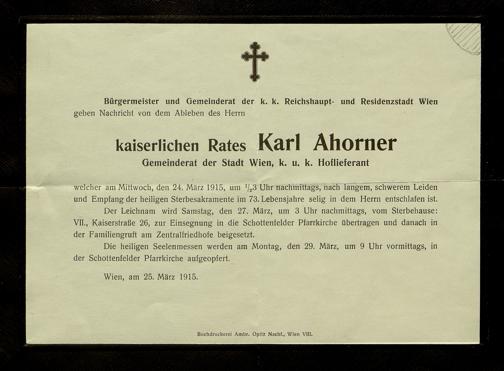 Bürgermeister und Gemeinderat der k. k. Reichshaupt- und Residenzstadt Wien
geben Nachricht von dem Ableben des Herrn
kaiserlichen Rates Karl Ahorner
Gemeinderat der Stadt Wien, k. u. k. Hoflieferant
welcher am Mittwoch, den 24. März 1915, um ½3 Uhr nachmittags, nach langem, schwerem Leiden
und Empfang der heiligen Sterbesakramente im 73. Lebensjahre selig in dem Herrn entschlafen ist.
Der Leichnam wird Samstag, den 27. März, um 3 Uhr nachmittags, vom Sterbehause:
VII., Kaiserstraße 26, zur Einsegnung in die Schottenfelder Pfarrkirche übertragen und danach in
der Familiengruft am Zentralfriedhofe beigesetzt.
Die heiligen Seelenmessen werden am Montag, den 29. März, um 9 Uhr vormittags, in
der Schottenfelder Pfarrkirche aufgeopfert.
Wien, am 25. März 1915.
Buchdruckerei Ambr. Opitz Nachf., Wien VIII.